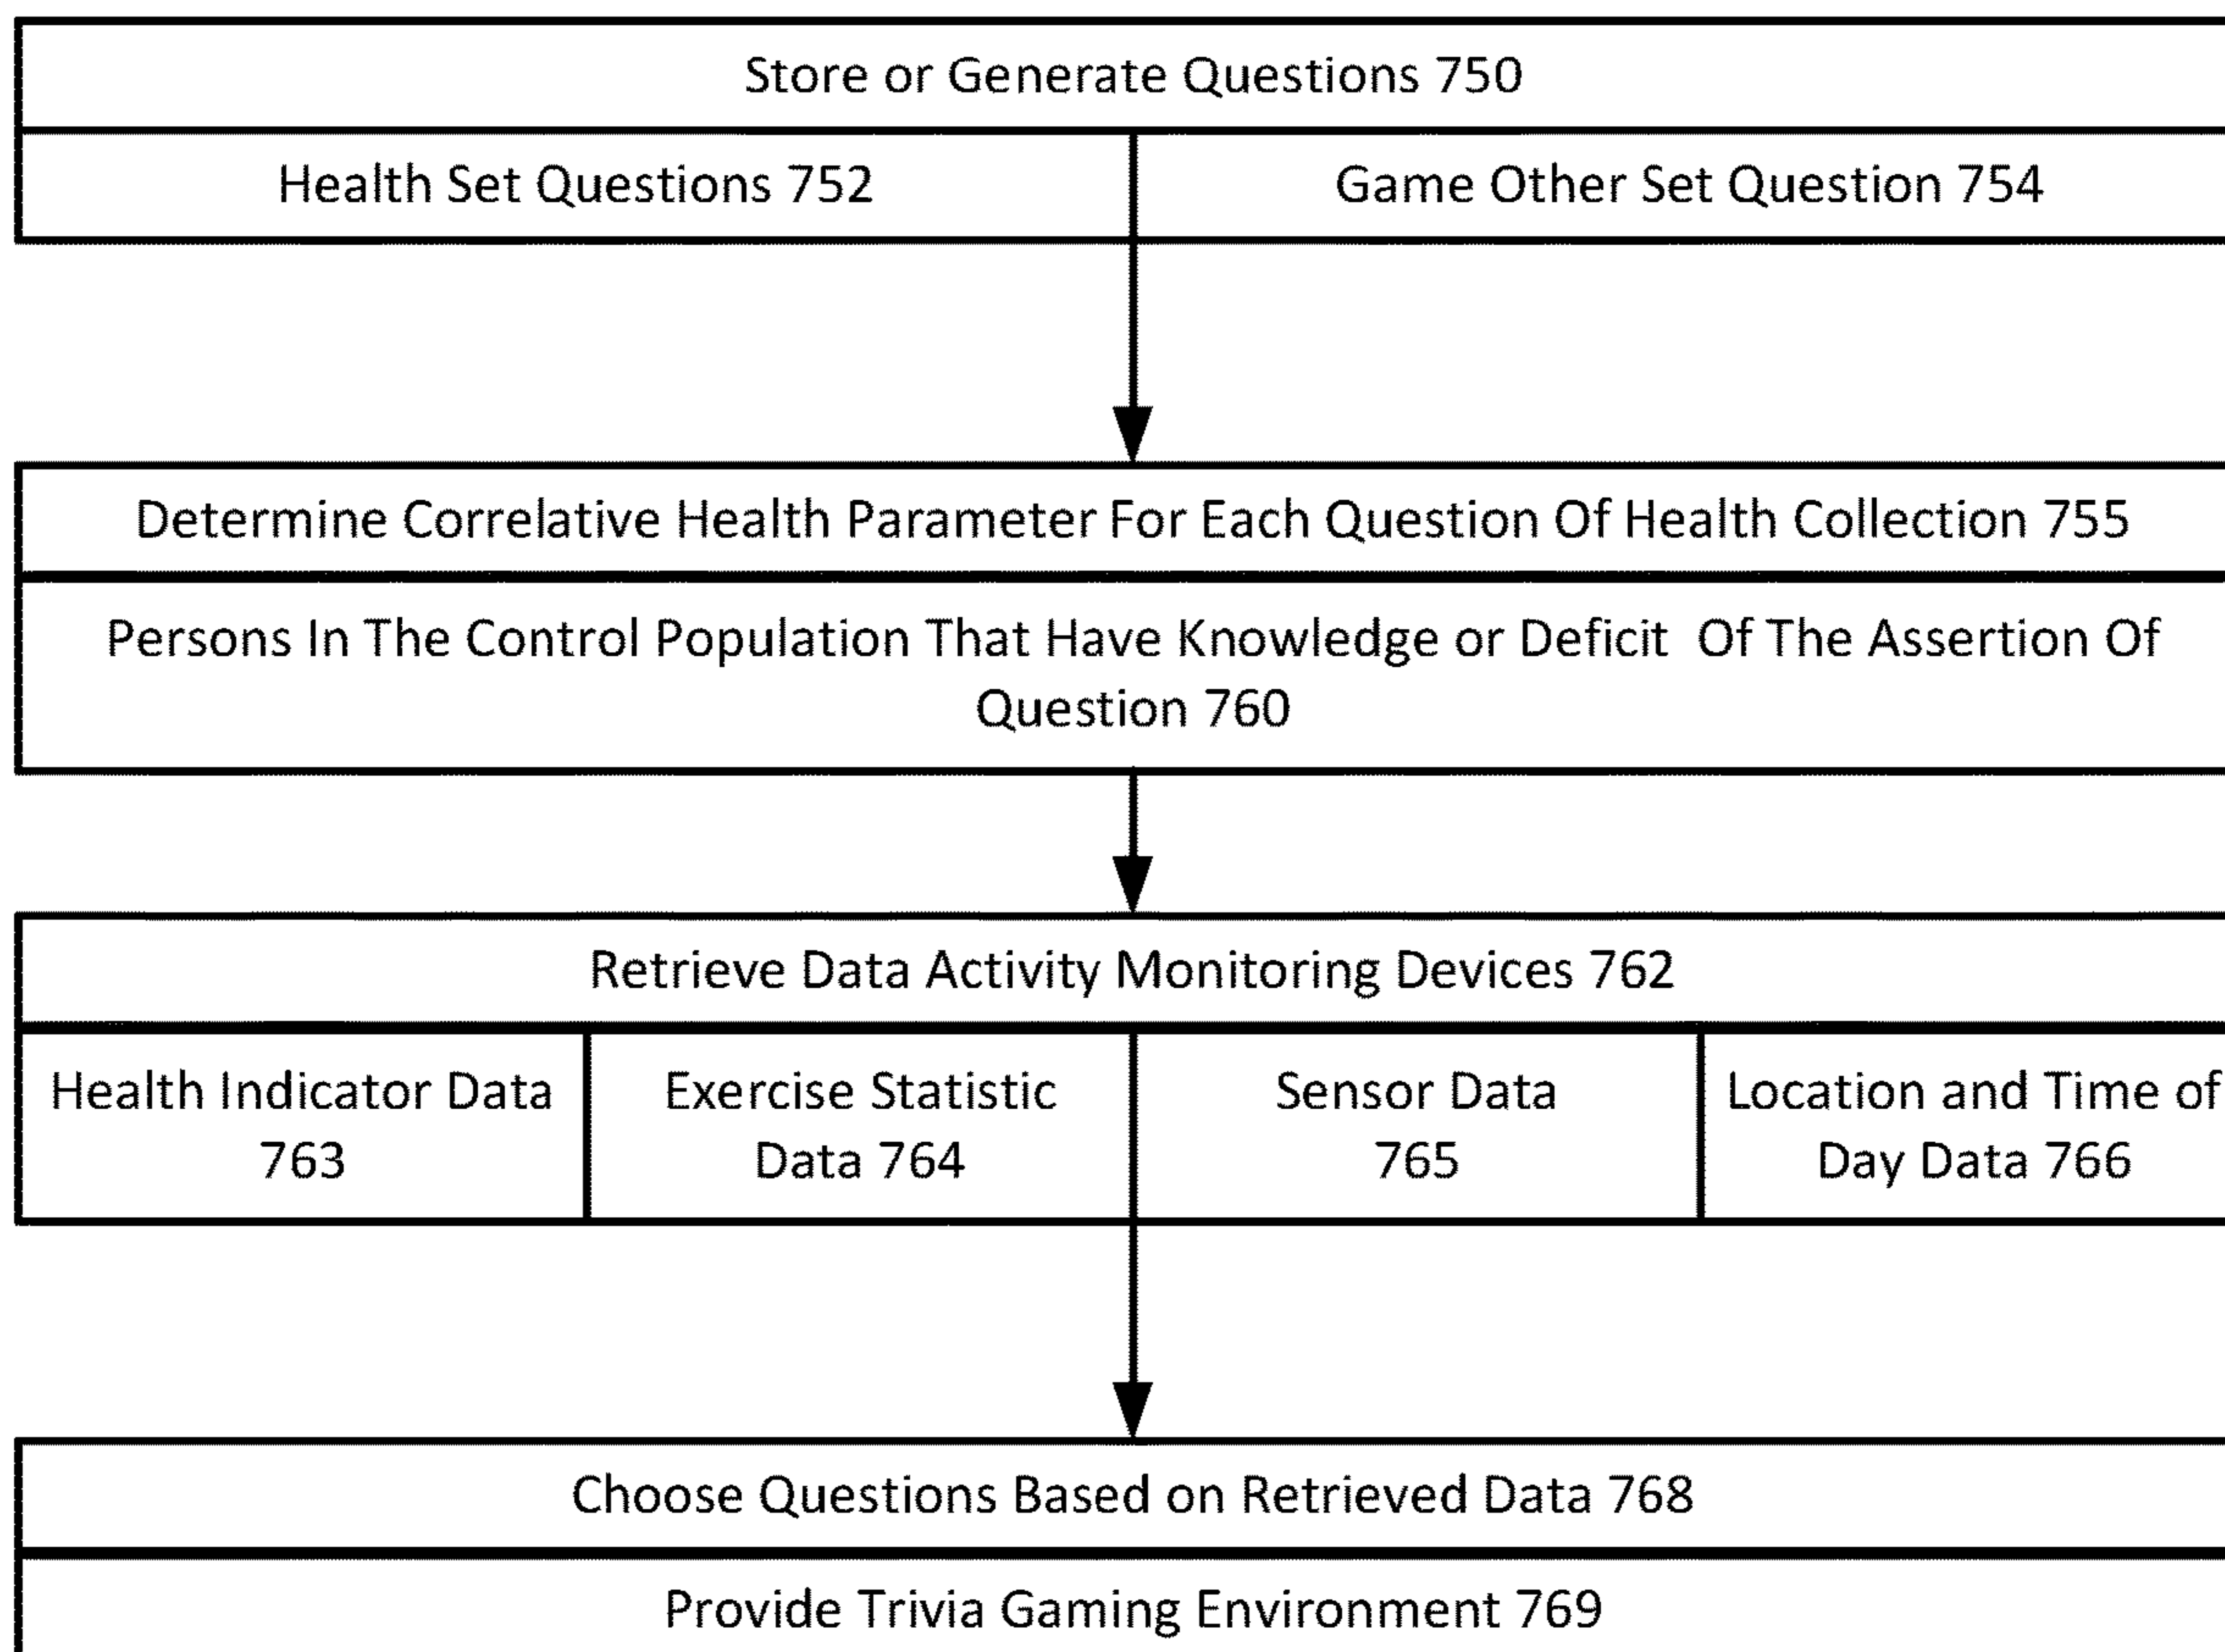 Store or Generate Questions 750
Health Set Questions 752
Game Other Set Question 754
Determine Correlative Health Parameter For Each Question Of Health Collection 755
Persons In The Control Population That Have Knowledge or Deficit  Of The Assertion Of
Question 760
Retrieve Data Activity Monitoring Devices 762
Health Indicator Data
763
Exercise Statistic
Data 764
Sensor Data
765
Location and Time of
Day Data 766
Choose Questions Based on Retrieved Data 768
Provide Trivia Gaming Environment 769